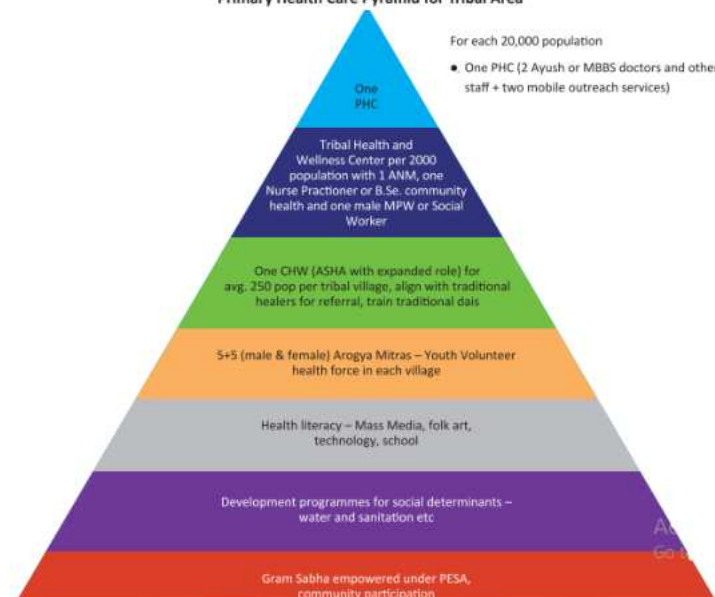 Primary Health Care Pyramid for Tribal Area
For each 20,000 population
• One PHC (2 Ayush or MBBS doctors and other
staff + two mobile outreach services)
One
PHC
Tribal Health and
Wellness Center per 2000
population with 1 ANM, one
Nurse Practioner or B.Se. community
health and one male MPW or Social
Worker
One CHW (ASHA with expanded role) for
avg. 250 pop per tribal village, align with traditional
healers for referral, train traditional dais
5+5 (male & female) Arogya Mitras – Youth Volunteer
health force in each village
Health literacy – Mass Media, folk art,
technology, school
Development programmes for social determinants –
water and sanitation etc
Gram Sabha empowered under PESA,
community participation